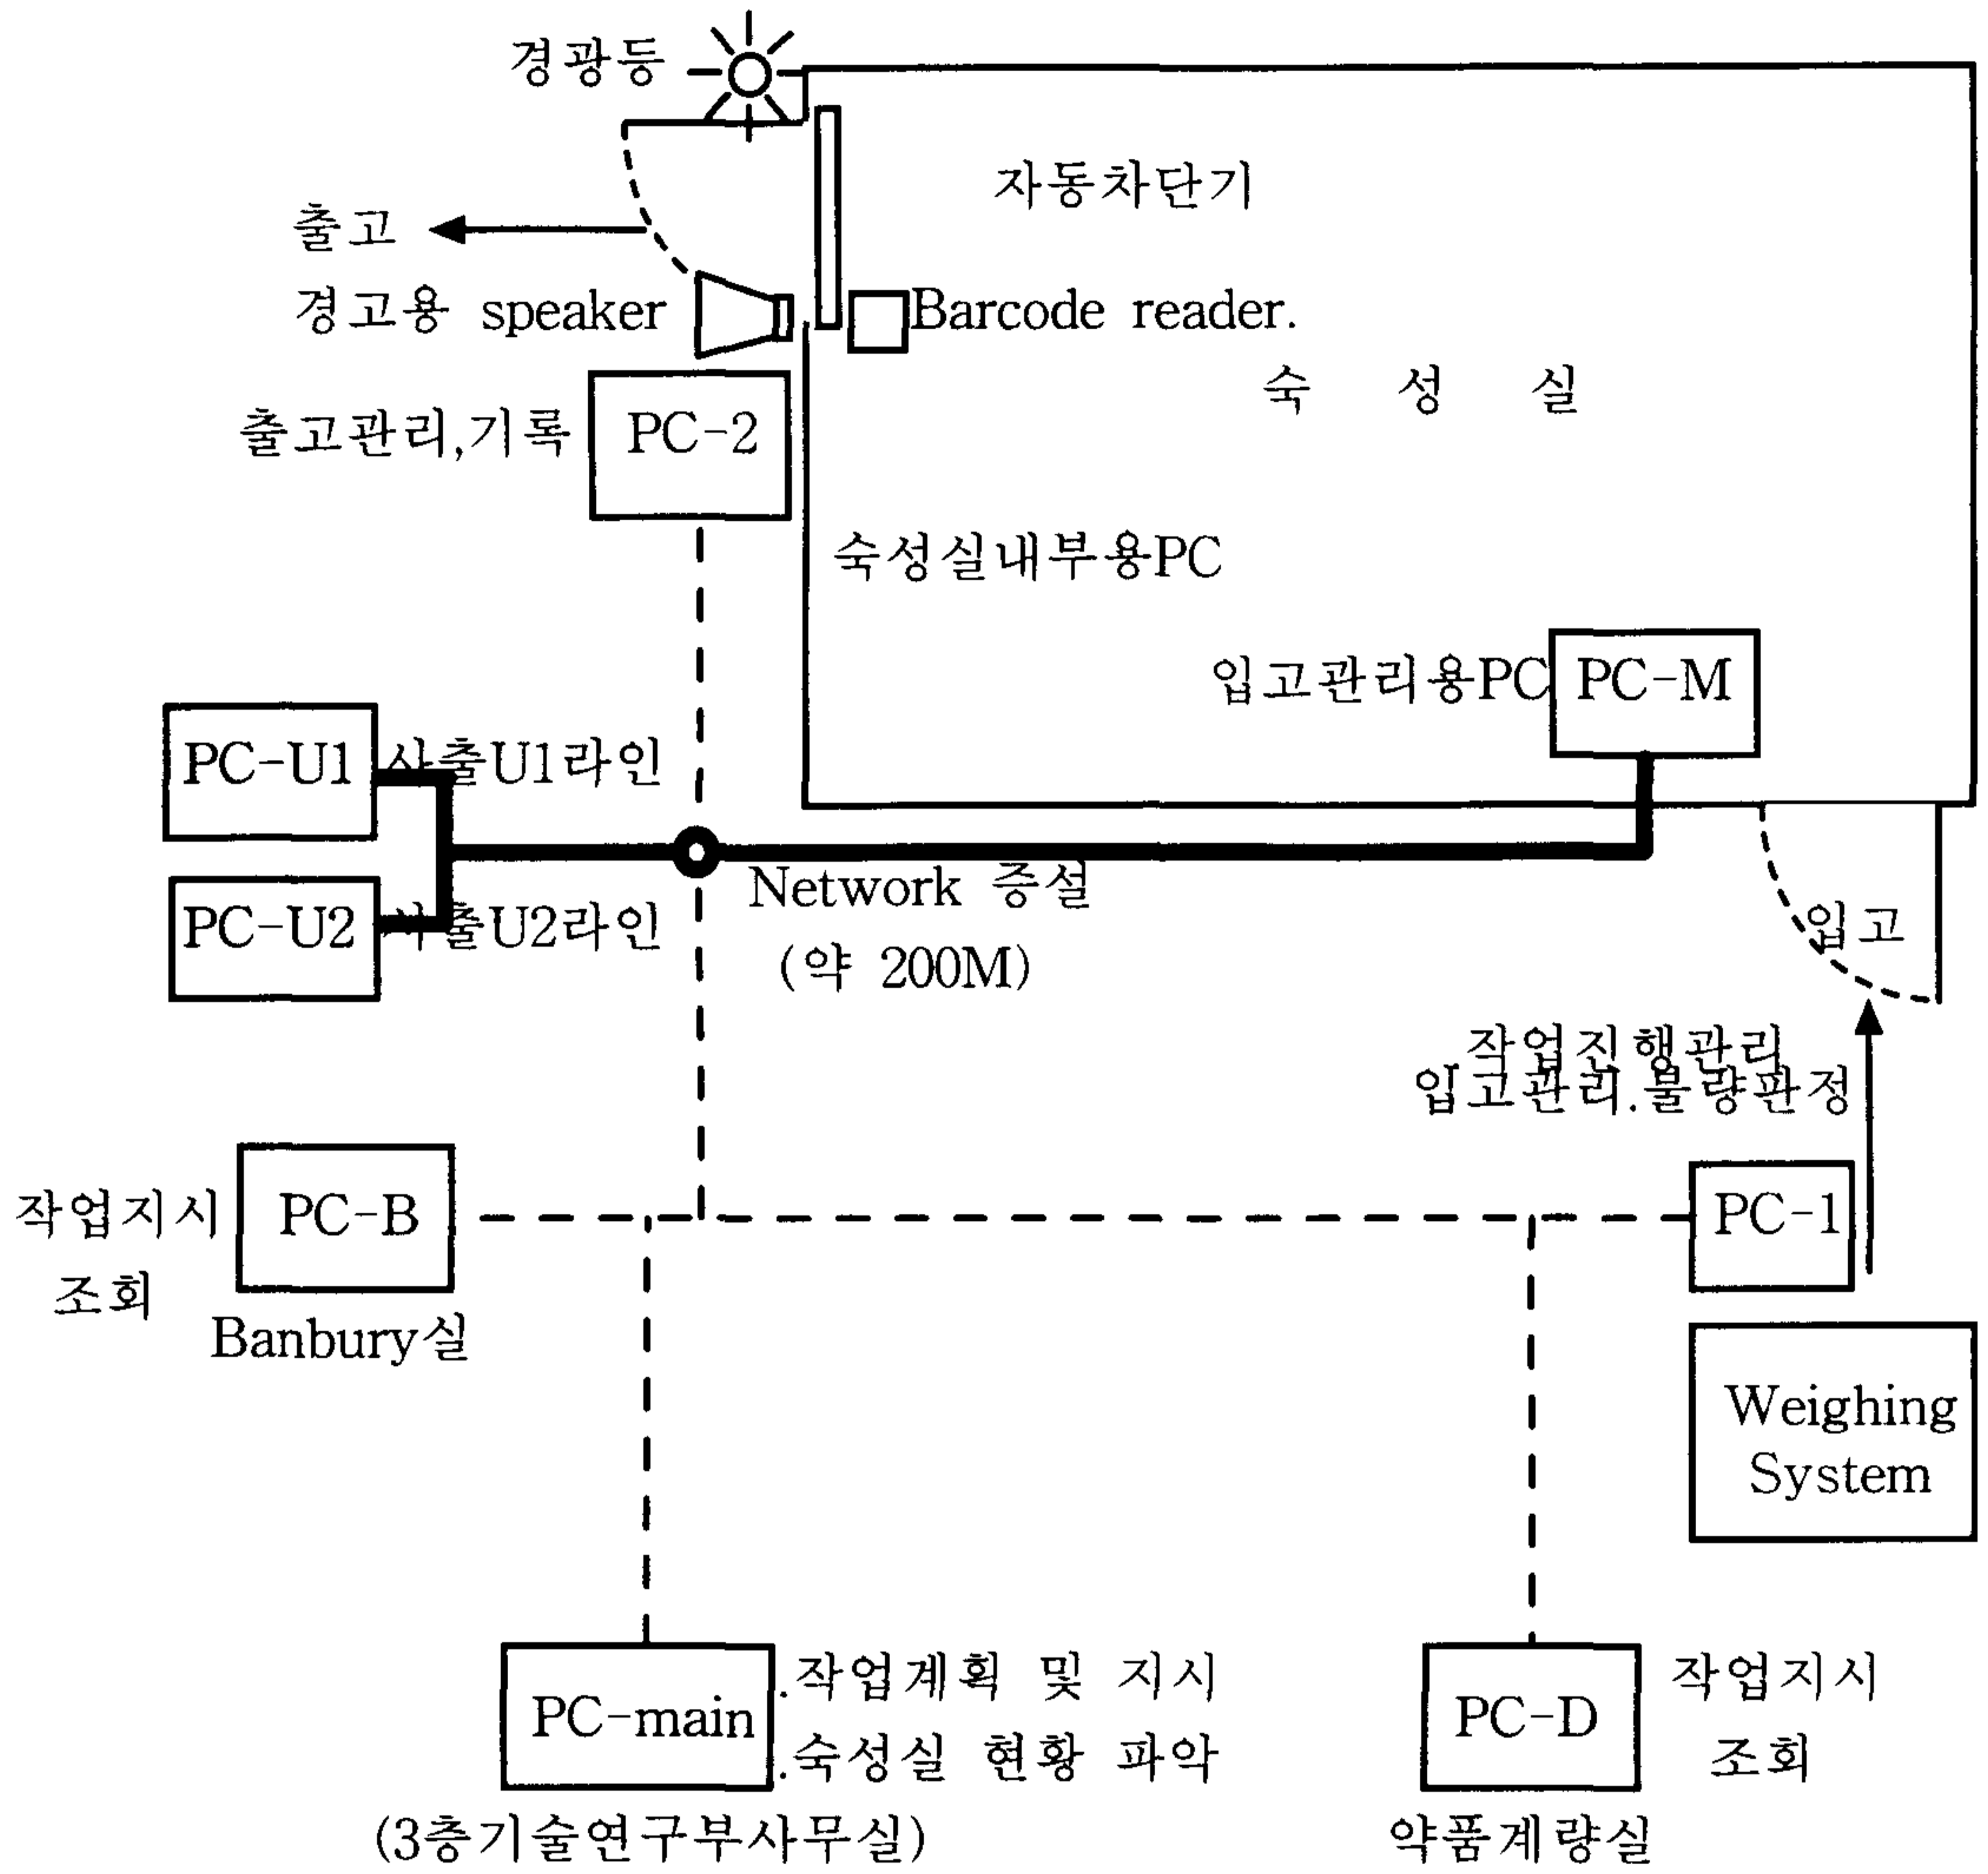 경광등
자동차단기
출고
경고용 speaker
Barcode reader.
숙 성 실
출고관리,기록
PC-2
숙성실내부용PC
입고관리용PC
PC-M
PC-U1
사출U1라인
PC-U2
사출U2라인
Network 증설
(약 200M)
입고
작업진행관리
입고관리.불량판정
작업지시
조회
PC-B
Banbury실
PC-1
Weighing
System
PC-main
.작업계획 및 지시
.숙성실 현황 파악
(3층기술연구부사무실)
PC-D
작업지시
조회
약품계량실